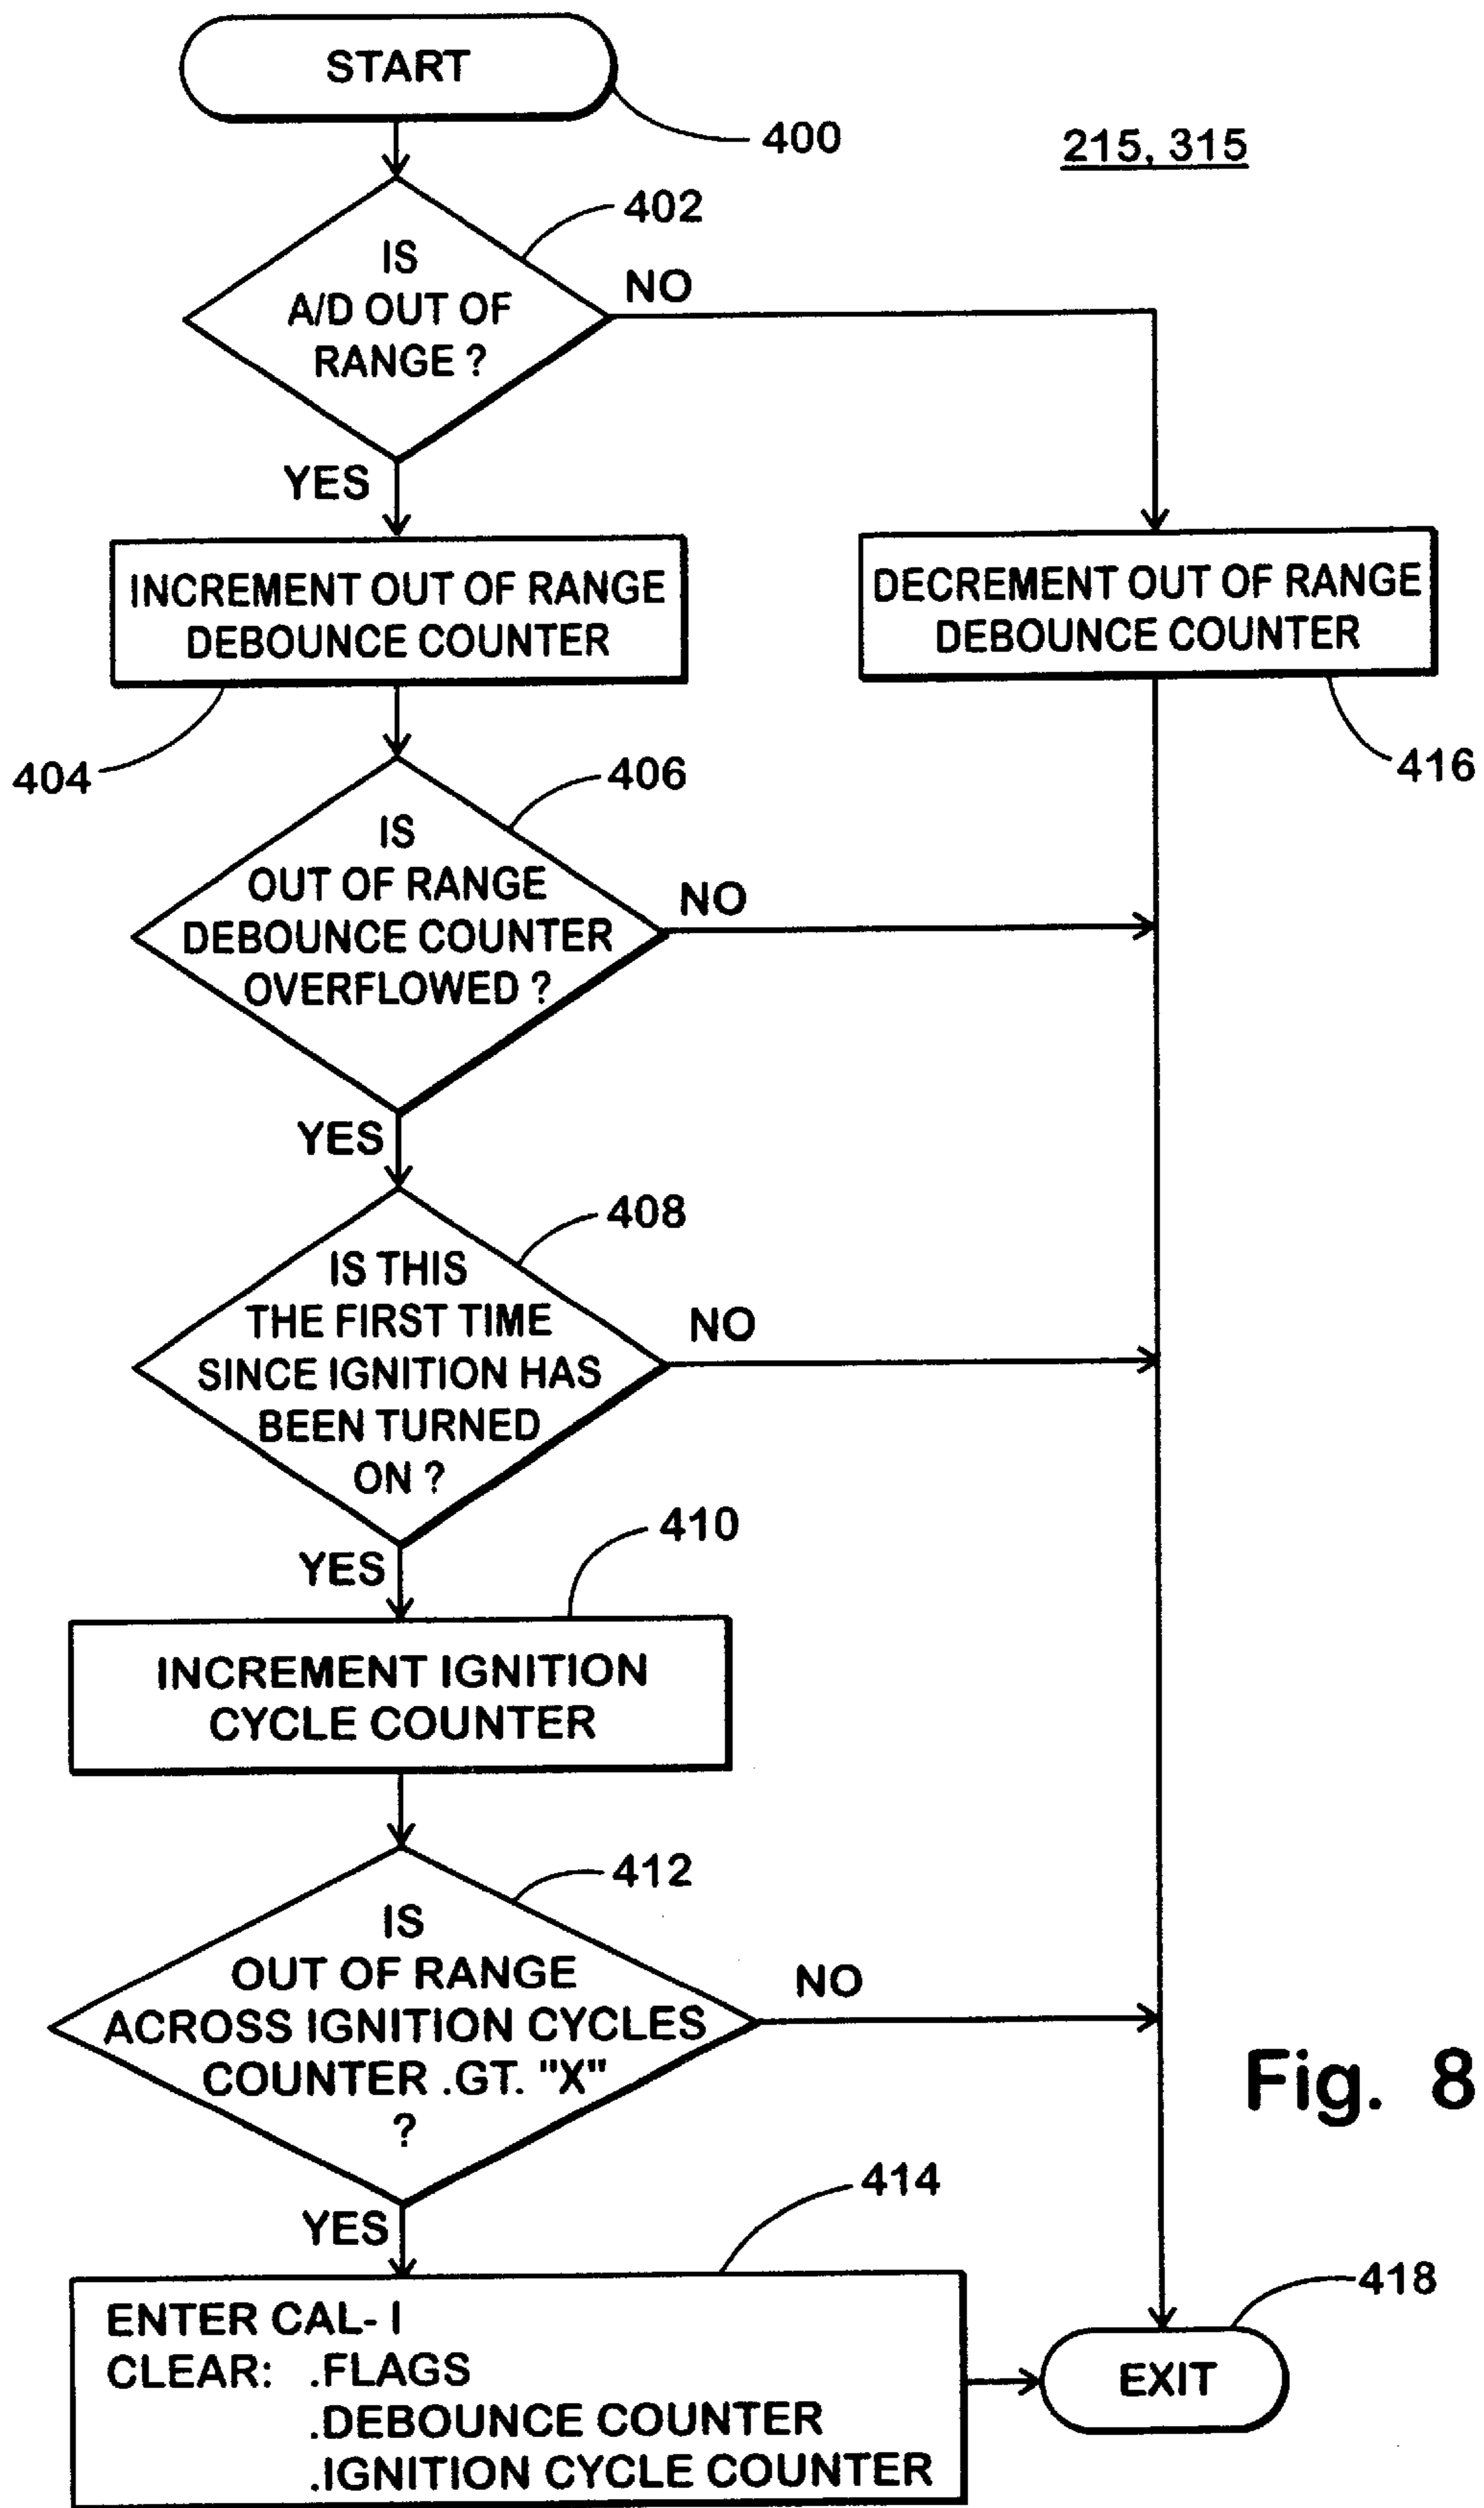 START
400
215, 315
402
IS
A/D OUT OF
RANGE ?
NO
YES
INCREMENT OUT OF RANGE
DEBOUNCE COUNTER
DECREMENT OUT OF RANGE
DEBOUNCE COUNTER
404
416
406
IS
OUT OF RANGE
DEBOUNCE COUNTER
OVERFLOWED ?
NO
YES
408
IS THIS
THE FIRST TIME
SINCE IGNITION HAS
BEEN TURNED
ON ?
NO
YES
410
INCREMENT IGNITION
CYCLE COUNTER
412
IS
OUT OF RANGE
ACROSS IGNITION CYCLES
COUNTER .GT. "X"
?
NO
YES
Fig. 8
414
ENTER CAL- I
CLEAR: .FLAGS
.DEBOUNCE COUNTER
.IGNITION CYCLE COUNTER
418
EXIT